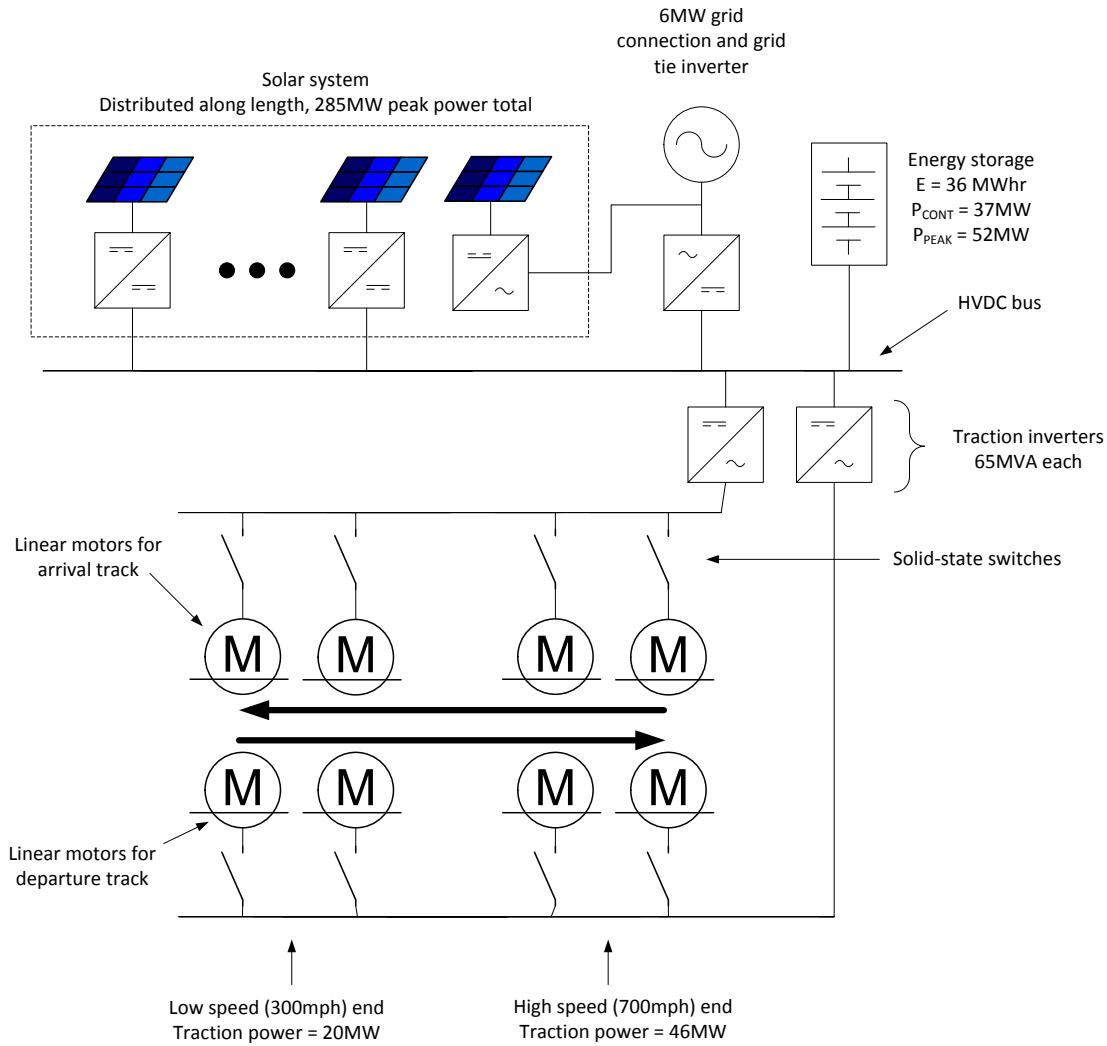 6MW grid
connection and grid
tie inverter
Solar system
Distributed along length, 285MW peak power total
Energy storage
E = 36 MWhr
PCONT = 37MW
PPEAK = 52MW
HVDC bus
Traction inverters
65MVA each
Linear motors for
arrival track
Solid-state switches
M M M M
M M M M
Linear motors for
departure track
Low speed (300mph) end
Traction power = 20MW
High speed (700mph) end
Traction power = 46MW